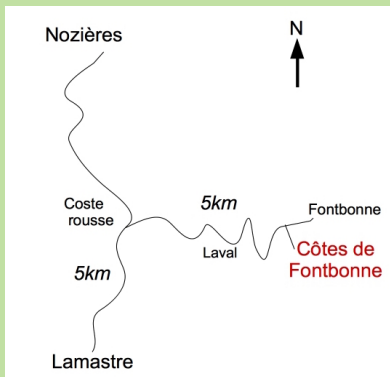 Nozières
N
Coste
rousse
5km
Fontbonne
Laval
Côtes de
Fontbonne
5km
Lamastre